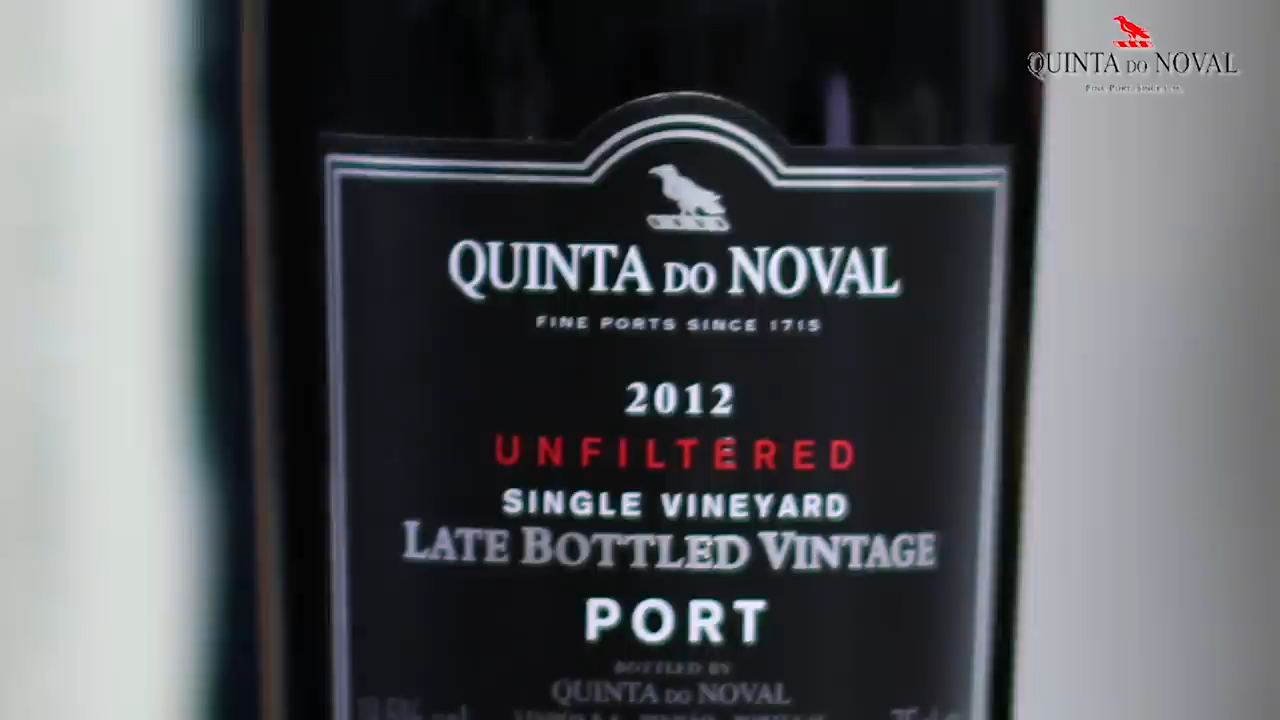 QUINTA DO NOVAL
QUINTA DO NOVAL
FINE PORTS SINCE 1715
2012
UNFILTERED
SINGLE VINEYARD
LATE BOTTLED VINTAGE
PORT
BOTTLED BY
QUINTA DO NOVAL